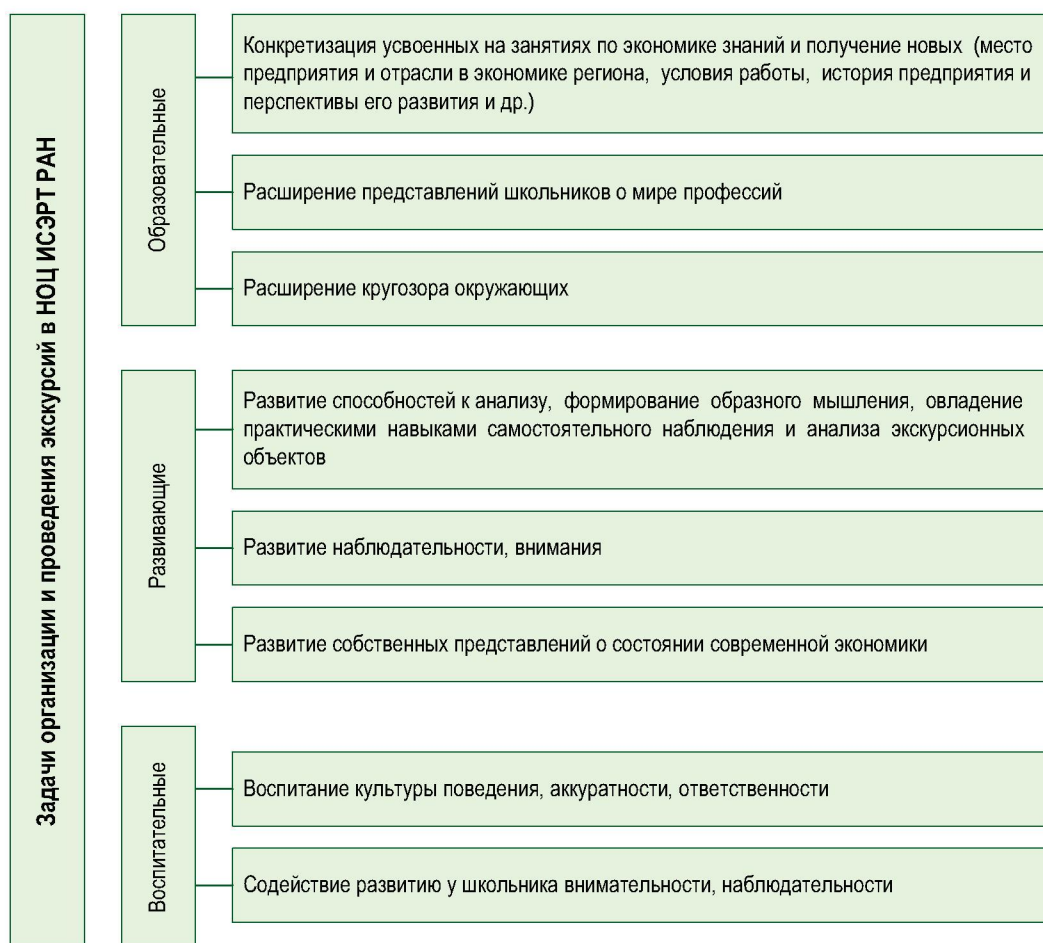 Задачи организации и проведения экскурсий в НОЦ ИСЭРТ РАН
Образовательные
Конкретизация усвоенных на занятиях по экономике знаний и получение новых (место
предприятия и отрасли в экономике региона, условия работы, история предприятия и
перспективы его развития и др.)
Расширение представлений школьников о мире профессий
Расширение кругозора окружающих
Развивающие
Развитие способностей к анализу, формирование образного мышления, овладение
практическими навыками самостоятельного наблюдения и анализа экскурсионных
объектов
Развитие наблюдательности, внимания
Развитие собственных представлений о состоянии современной экономики
Воспитательные
Воспитание культуры поведения, аккуратности, ответственности
Содействие развитию у школьника внимательности, наблюдательности